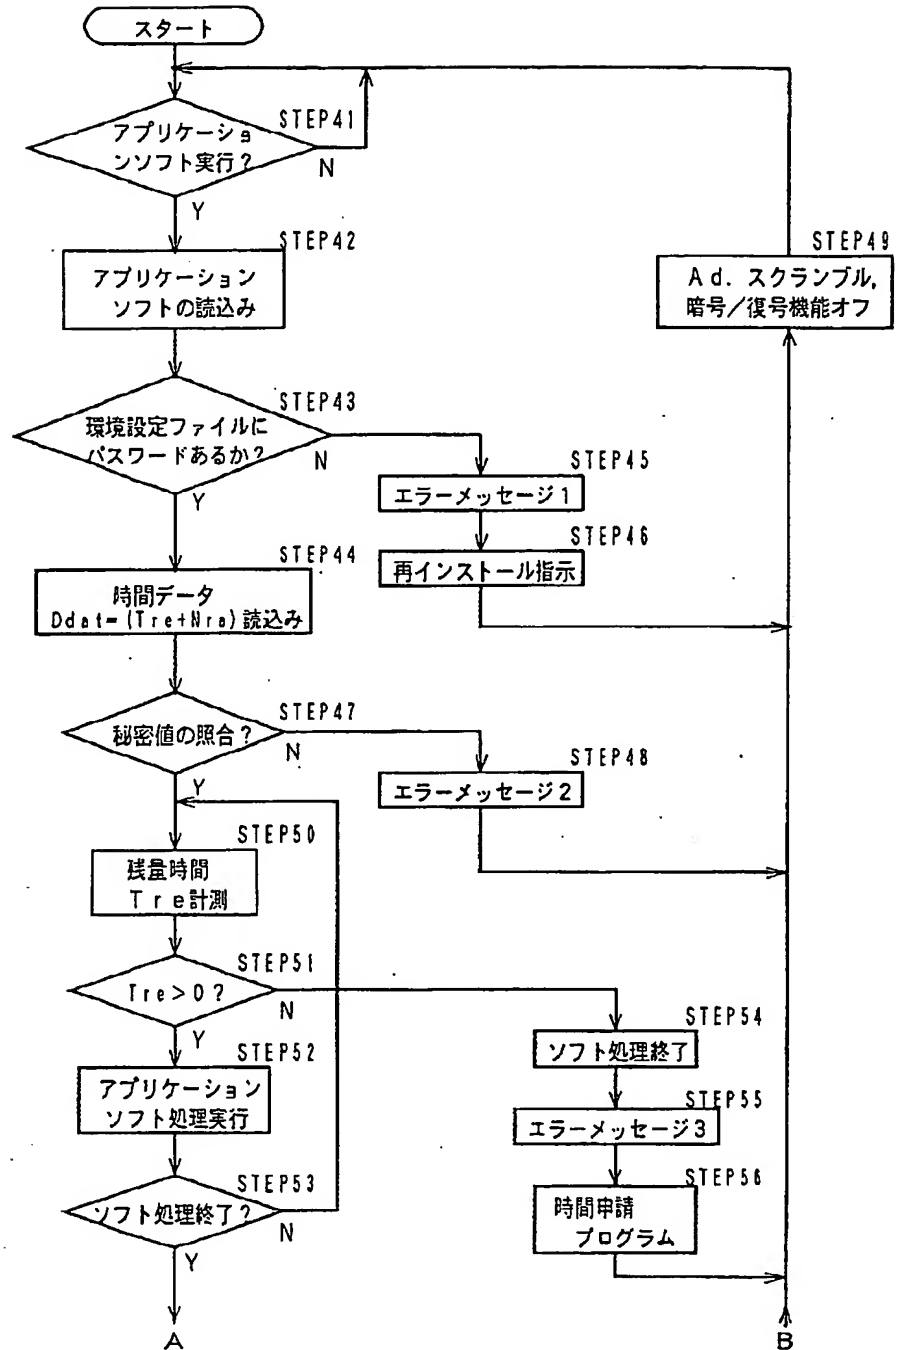 スタート
STEP41
アプリケーショ
ンソフト実行?
N
Y
STEP42
アプリケーション
ソフトの読込み
STEP49
Ad. スクランブル,
暗号/復号機能オフ
STEP43
環境設定ファイルに
パスワードあるか?
N
Y
STEP45
エラーメッセージ1
STEP46
再インストール指示
STEP44
時間データ
Ddat=(Tre+Nra)読込み
STEP47
秘密値の照合?
N
Y
STEP48
エラーメッセージ2
STEP50
残量時間
Tre計測
STEP51
Tre>0?
N
Y
STEP54
ソフト処理終了
STEP52
アプリケーション
ソフト処理実行
STEP55
エラーメッセージ3
STEP53
ソフト処理終了?
N
Y
STEP56
時間申請
プログラム
A
B